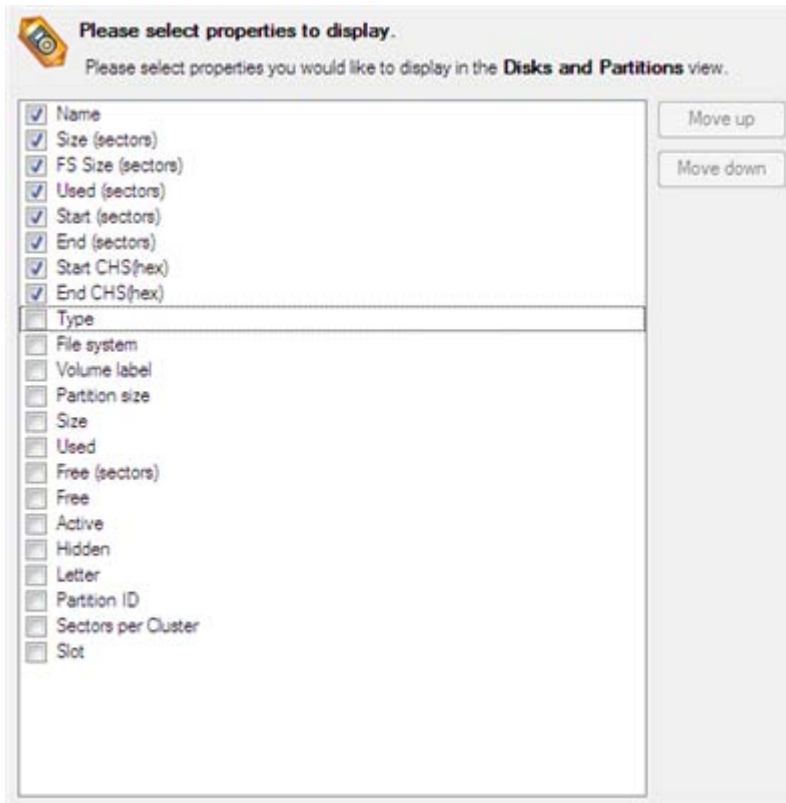 Please select properties to display.
Please select properties you would like to display in the Disks and Partitions view.
Name
Size (sectors)
FS Size (sectors)
Used (sectors)
Start (sectors)
End (sectors)
Start CHS(hex)
End CHS(hex)
Type
File system
Volume label
Partition size
Size
Used
Free (sectors)
Free
Active
Hidden
Letter
Partition ID
Sectors per Cluster
Slot
Move up
Move down